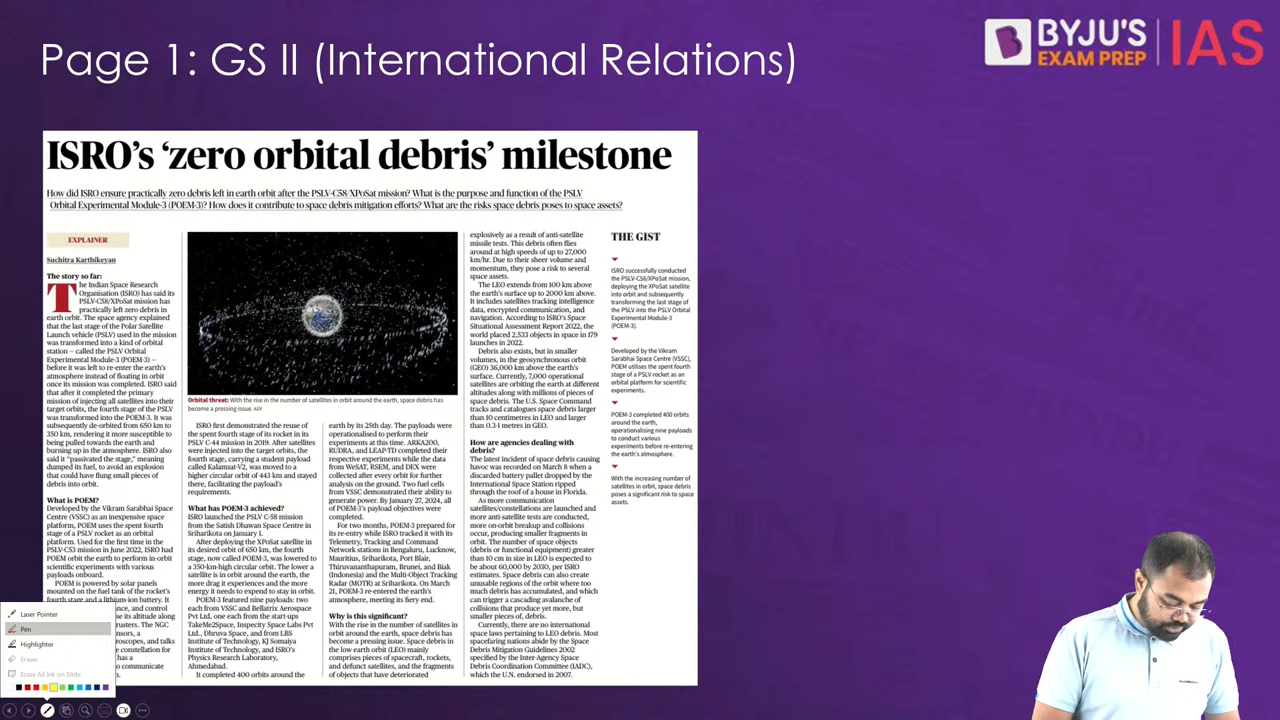 Page 1: GS II (International Relations)
BYJU'S
EXAM PREP
IAS
ISRO's 'zero orbital debris' milestone
How did ISRO ensure practically zero debris left in earth orbit after the PSLV-C58/XPoSat mission? What is the purpose and function of the PSLV
Orbital Experimental Module-3 (POEM-3)? How does it contribute to space debris mitigation efforts? What are the risks space debris poses to space assets?
EXPLAINER
Suchitra Karthikeyan
The story so far:
The Indian Space Research
Organisation (ISRO) has said its
PSLV-C58/XPoSat mission has
practically left zero debris in
earth orbit. The space agency explained
that the last stage of the Polar Satellite
Launch vehicle (PSLV) used in the mission
was transformed into a kind of orbital
station — called the PSLV Orbital
Experimental Module-3 (POEM-3) —
before it was left to re-enter the earth's
atmosphere instead of floating in orbit
once its mission was completed. ISRO said
that after it completed the primary
mission of injecting all satellites into their
target orbits, the fourth stage of the PSLV
was transformed into the POEM-3. It was
subsequently de-orbited from 650 km to
350 km, rendering it more susceptible to
being pulled towards the earth and
burning up in the atmosphere. ISRO also
said it "passivated the stage," meaning
dumped its fuel, to avoid an explosion
that could have flung small pieces of
debris into orbit.
What is POEM?
Developed by the Vikram Sarabhai Space
Centre (VSSC) as an inexpensive space
platform, POEM uses the spent fourth
stage of a PSLV rocket as an orbital
platform. Used for the first time in the
PSLV-C53 mission in June 2022, ISRO had
POEM orbit the earth to perform in-orbit
scientific experiments with various
payloads onboard.
POEM is powered by solar panels
mounted on the fuel tank of the rocket's
fourth stage and a lithium-ion battery. It
nce, and control
se its altitude along
rusters. The NGC
nsors, a
roscopes, and talks
e constellation for
has a
o communicate
Orbital threat: With the rise in the number of satellites in orbit around the earth, space debris has
become a pressing issue. AFP
ISRO first demonstrated the reuse of
the spent fourth stage of its rocket in its
PSLV C-44 mission in 2019. After satellites
were injected into the target orbits, the
fourth stage, carrying a student payload
called Kalamsat-V2, was moved to a
higher circular orbit of 443 km and stayed
there, facilitating the payload's
requirements.
What has POEM-3 achieved?
ISRO launched the PSLV C-58 mission
from the Satish Dhawan Space Centre in
Sriharikota on January 1.
After deploying the XPoSat satellite in
its desired orbit of 650 km, the fourth
stage, now called POEM-3, was lowered to
a 350-km-high circular orbit. The lower a
satellite is in orbit around the earth, the
more drag it experiences and the more
energy it needs to expend to stay in orbit.
POEM-3 featured nine payloads: two
each from VSSC and Bellatrix Aerospace
Pvt Ltd., one each from the start-ups
TakeMe2Space, Inspecity Space Labs Pvt
Ltd., Dhruva Space, and from LBS
Institute of Technology, KJ Somaiya
Institute of Technology, and ISRO's
Physics Research Laboratory,
Ahmedabad.
It completed 400 orbits around the
earth by its 25th day. The payloads were
operationalised to perform their
experiments at this time. ARKA200,
RUDRA, and LEAP-TD completed their
respective experiments while the data
from WeSAT, RSEM, and DEX were
collected after every orbit for further
analysis on the ground. Two fuel cells
from VSSC demonstrated their ability to
generate power. By January 27, 2024, all
of POEM-3's payload objectives were
completed.
For two months, POEM-3 prepared for
its re-entry while ISRO tracked it with its
Telemetry, Tracking and Command
Network stations in Bengaluru, Lucknow,
Mauritius, Sriharikota, Port Blair,
Thiruvananthapuram, Brunei, and Biak
(Indonesia) and the Multi-Object Tracking
Radar (MOTR) at Sriharikota. On March
21, POEM-3 re-entered the earth's
atmosphere, meeting its fiery end.
Why is this significant?
With the rise in the number of satellites in
orbit around earth, space debris has
become a pressing issue. Space debris in
the low earth orbit (LEO) mainly
comprises pieces of spacecraft, rockets,
and defunct satellites, and the fragments
of objects that have deteriorated
explosively as a result of anti-satellite
missile tests. This debris often flies
around at high speeds of up to 27,000
km/hr. Due to their sheer volume and
momentum, they pose a risk to several
space assets.
The LEO extends from 100 km above
the earth's surface up to 2000 km above.
It includes satellites tracking intelligence
data, encrypted communication, and
navigation. According to ISRO's Space
Situational Assessment Report 2022, the
world placed 2,533 objects in space in 179
launches in 2022.
Debris also exists, but in smaller
volumes, in the geosynchronous orbit
(GEO) 36,000 km above the earth's
surface. Currently, 7,000 operational
satellites are orbiting the earth at different
altitudes along with millions of pieces of
space debris. The U.S. Space Command
tracks and catalogues space debris larger
than 10 centimetres in LEO and larger
than 0.3-1 metres in GEO.
How are agencies dealing with
debris?
The latest incident of space debris causing
havoc was recorded on March 8 when a
discarded battery pallet dropped by the
International Space Station ripped
through the roof of a house in Florida.
As more communication
satellites/constellations are launched and
more anti-satellite tests are conducted,
more on-orbit breakup and collisions
occur, producing smaller fragments in
orbit. The number of space objects
(debris or functional equipment) greater
than 10 cm in size in LEO is expected to
be about 60,000 by 2030, per ISRO
estimates. Space debris can also create
unusable regions of the orbit where too
much debris has accumulated, and which
can trigger a cascading avalanche of
collisions that produce yet more, but
smaller pieces of, debris.
Currently, there are no international
space laws pertaining to LEO debris. Most
spacefaring nations abide by the Space
Debris Mitigation Guidelines 2002
specified by the Inter-Agency Space
Debris Coordination Committee (IADC),
which the U.N. endorsed in 2007.
THE GIST
ISRO successfully conducted
the PSLV-C58/XPoSat mission,
deploying the XPoSat satellite
into orbit and subsequently
transforming the last stage of
the PSLV into the PSLV Orbital
Experimental Module-3
(POEM-3).
Developed by the Vikram
Sarabhai Space Centre (VSSC),
POEM utilises the spent fourth
stage of a PSLV rocket as an
orbital platform for scientific
experiments.
POEM-3 completed 400 orbits
around the earth,
operationalising nine payloads
to conduct various
experiments before re-entering
the earth's atmosphere.
With the increasing number of
satellites in orbit, space debris
poses a significant risk to space
assets.
Laser Pointer
Pen
Highlighter
Eraser
Erase All Ink on Slide